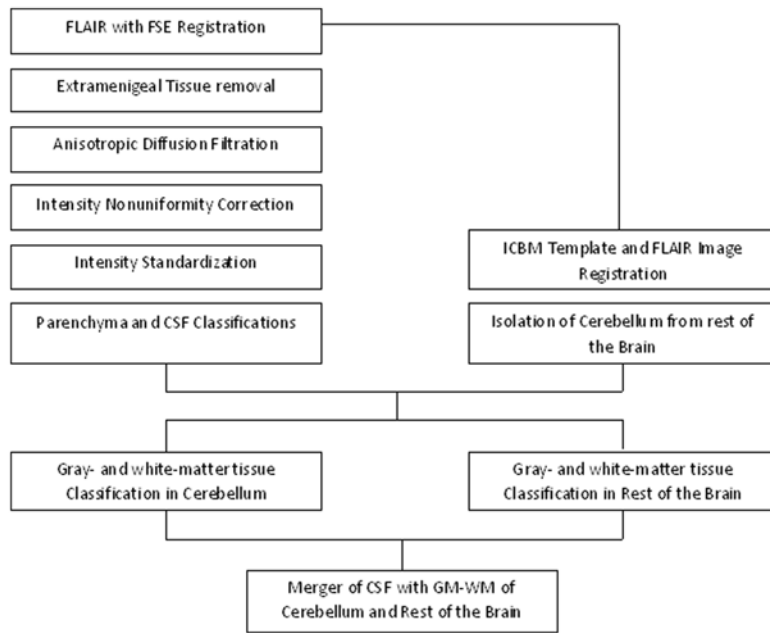 FLAIR with FSE Registration
Extramenigeal Tissue removal
Anisotropic Diffusion Filtration
Intensity Nonuniformity Correction
Intensity Standardization
Parenchyma and CSF Classifications
ICBM Template and FLAIR Image
Registration
Isolation of Cerebellum from rest of
the Brain
Gray- and white-matter tissue
Classification in Cerebellum
Gray- and white-matter tissue
Classification in Rest of the Brain
Merger of CSF with GM-WM of
Cerebellum and Rest of the Brain